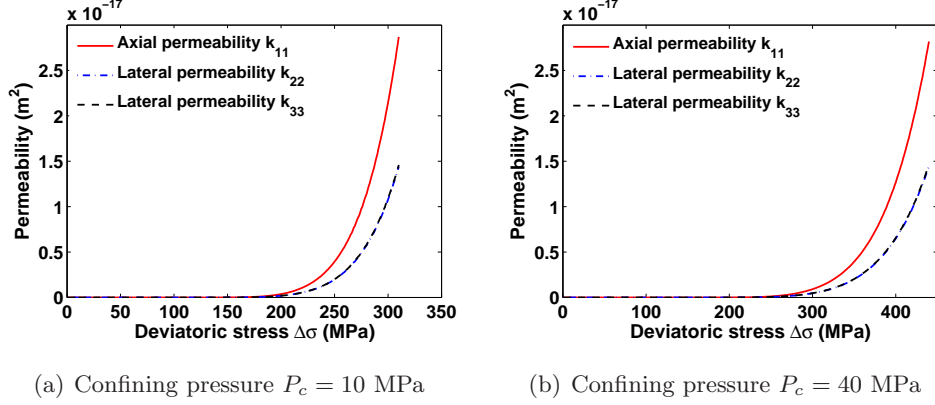 x 10⁻¹⁷
Permeability (m²)
2.5
2
1.5
1
0.5
0
Axial permeability k₁₁
Lateral permeability k₂₂
Lateral permeability k₃₃
0 50 100 150 200 250 300 350
Deviatoric stress Δσ (MPa)
(a) Confining pressure P_c = 10 MPa
x 10⁻¹⁷
Permeability (m²)
2.5
2
1.5
1
0.5
0
Axial permeability k₁₁
Lateral permeability k₂₂
Lateral permeability k₃₃
0 100 200 300 400
Deviatoric stress Δσ (MPa)
(b) Confining pressure P_c = 40 MPa